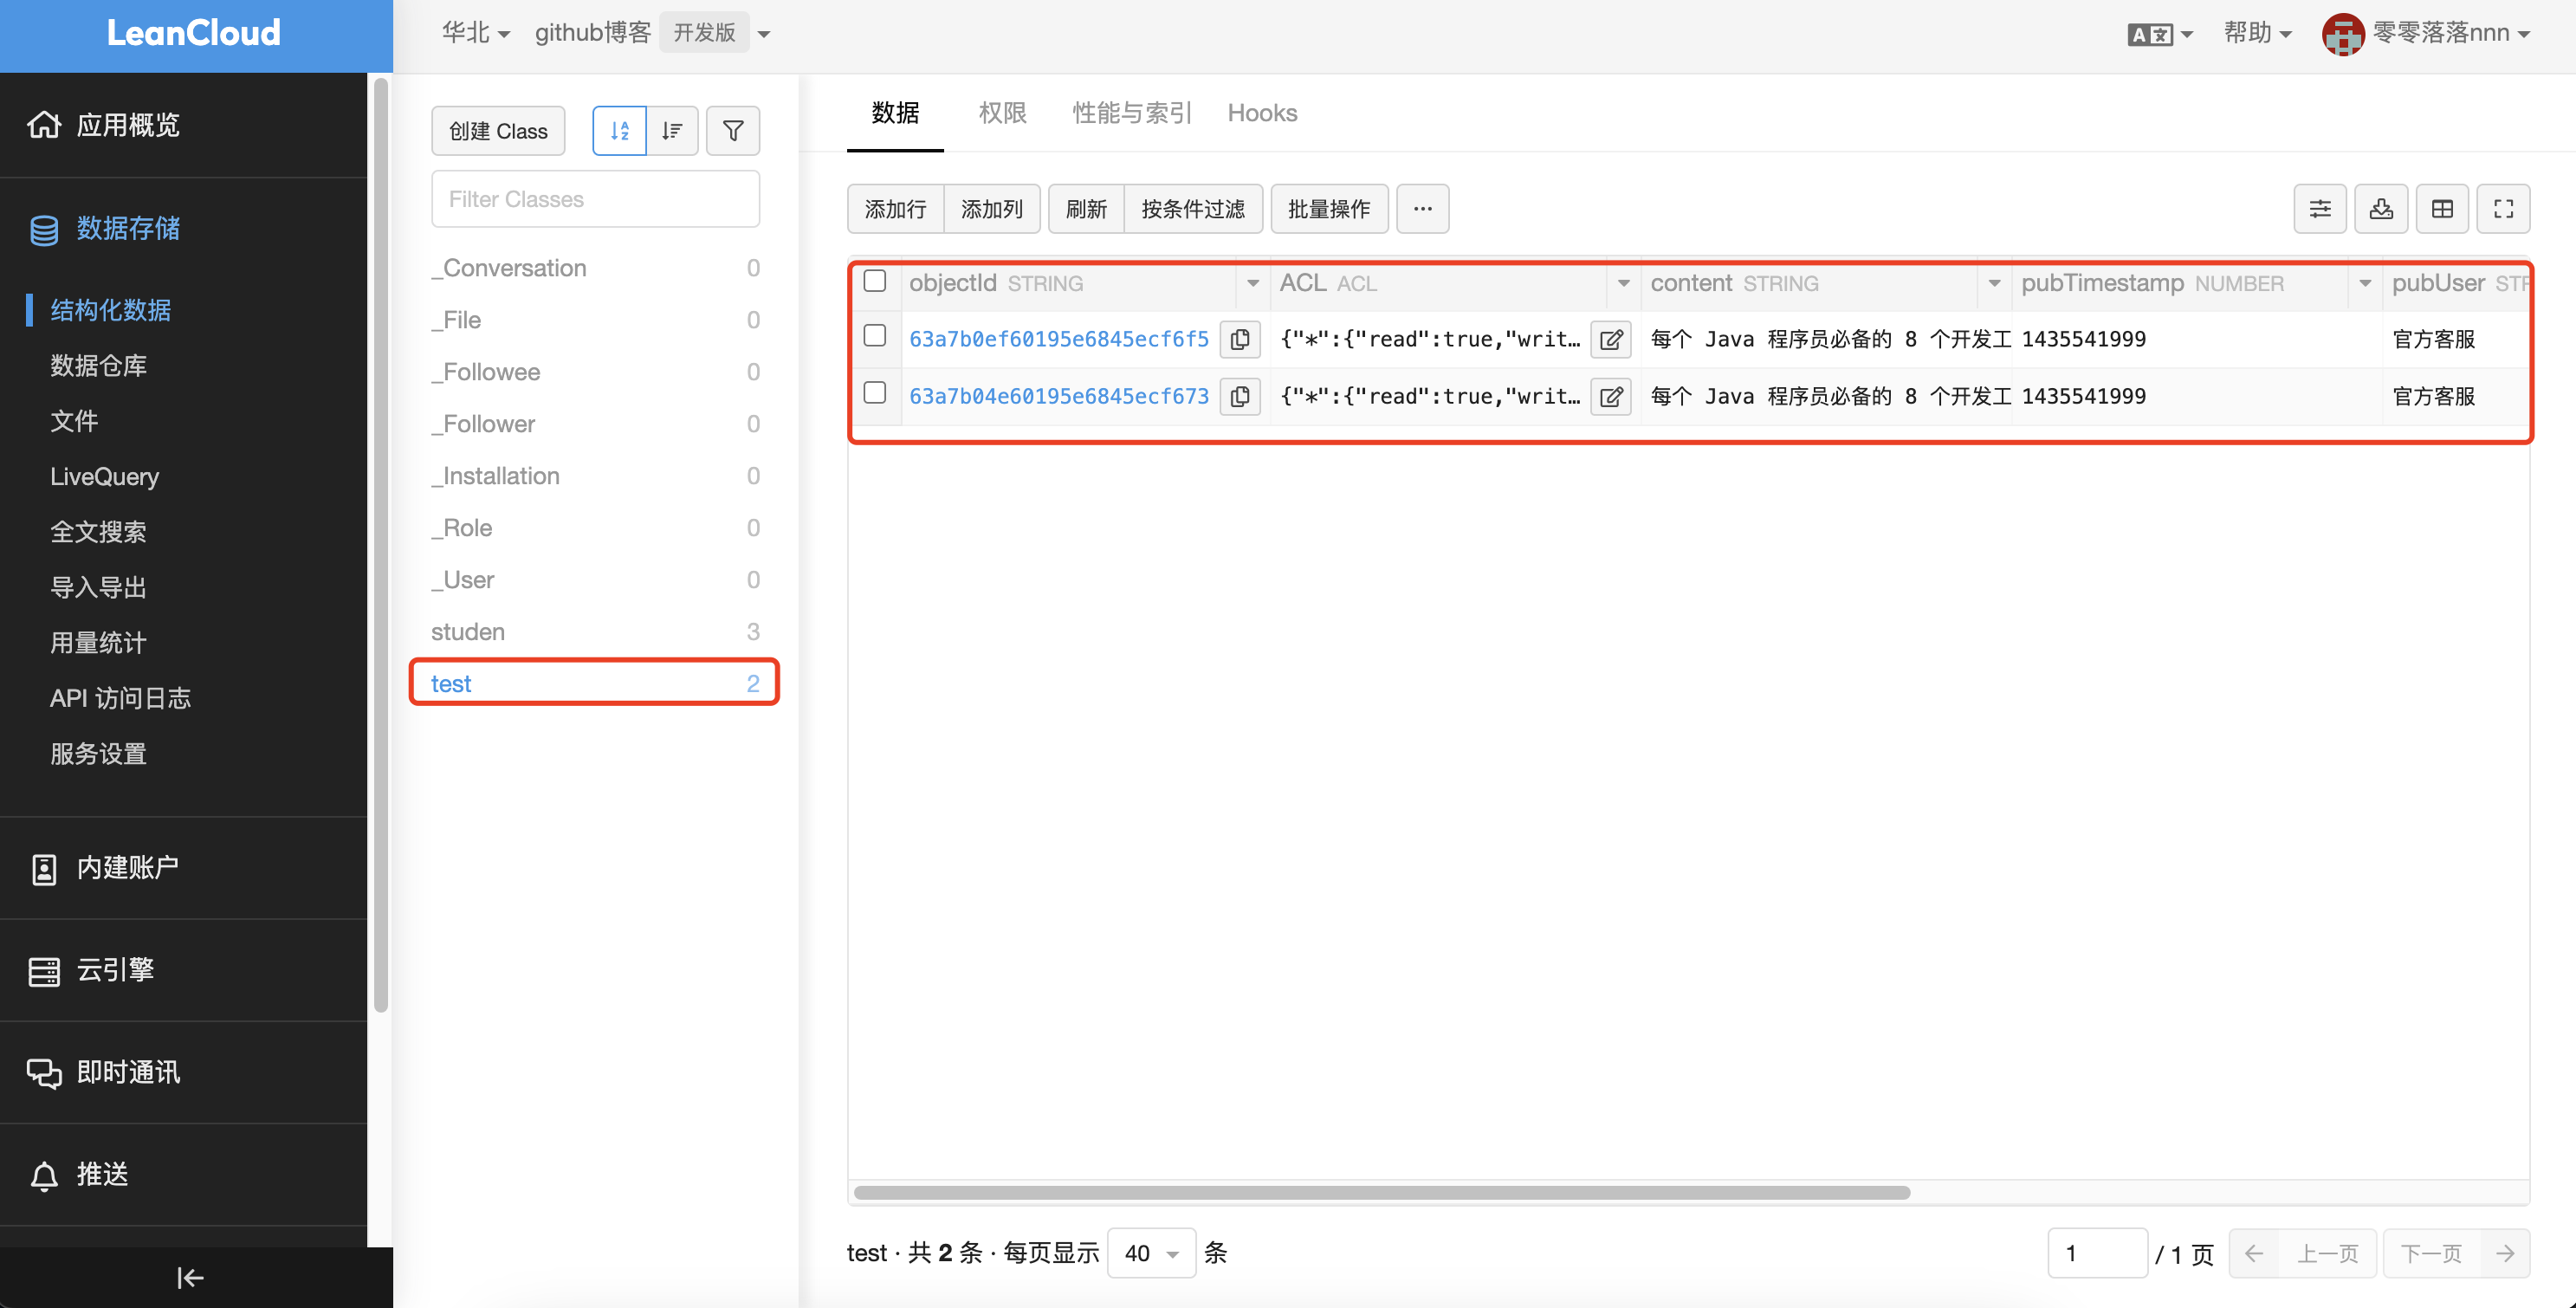 LeanCloud
华北
github博客 开发版
帮助
零零落落nnn
应用概览
数据存储
结构化数据
数据仓库
文件
LiveQuery
全文搜索
导入导出
用量统计
API 访问日志
服务设置
内建账户
云引擎
即时通讯
推送
创建 Class
Filter Classes
_Conversation 0
_File 0
_Followee 0
_Follower 0
_Installation 0
_Role 0
_User 0
studen 3
test 2
数据 权限 性能与索引 Hooks
添加行 添加列 刷新 按条件过滤 批量操作 ···
objectId STRING ACL ACL content STRING pubTimestamp NUMBER pubUser STR
63a7b0ef60195e6845ecf6f5 {"*":{"read":true,"writ… 每个 Java 程序员必备的 8 个开发工 1435541999 官方客服
63a7b04e60195e6845ecf673 {"*":{"read":true,"writ… 每个 Java 程序员必备的 8 个开发工 1435541999 官方客服
test · 共 2 条 · 每页显示 40 条
1 / 1 页 上一页 下一页